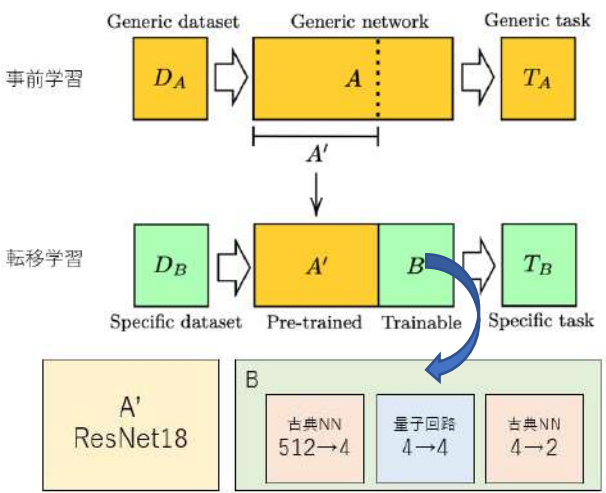 Generic dataset Generic network Generic task
事前学習 D_A A T_A
A'
転移学習 D_B A' B T_B
Specific dataset Pre-trained Trainable Specific task
A'
ResNet18
B
古典NN
512→4
量子回路
4→4
古典NN
4→2